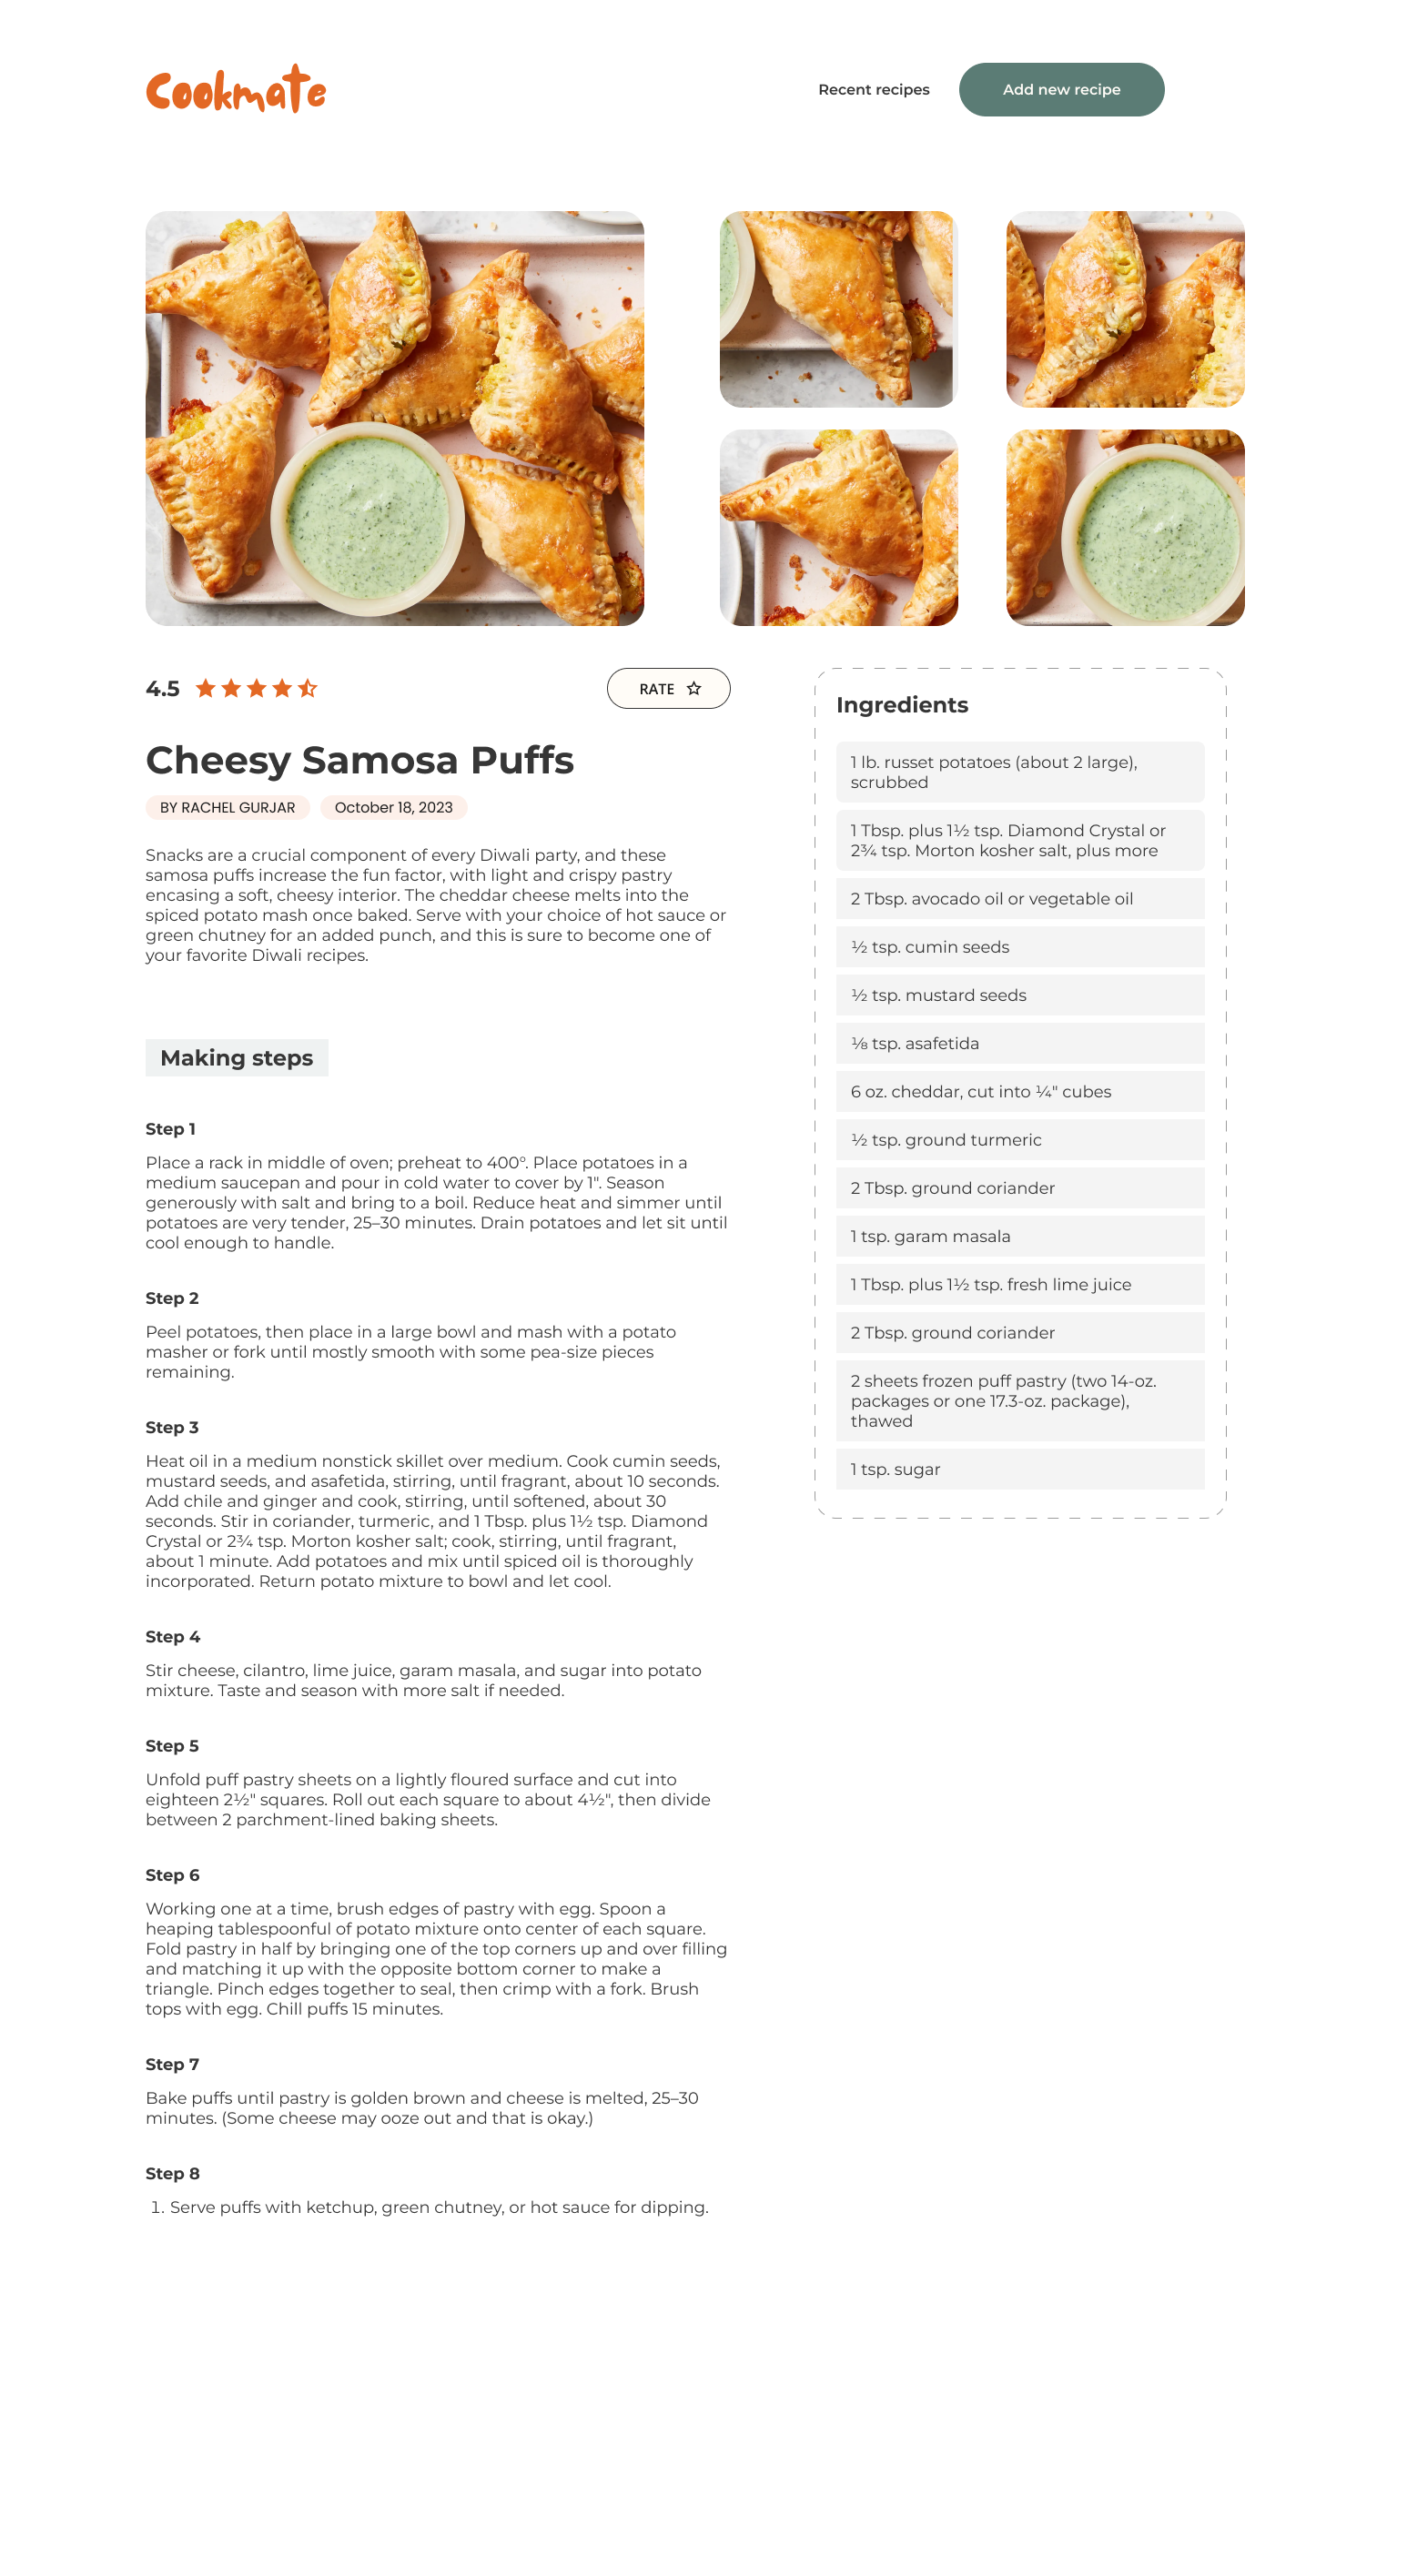 Cookmate
Recent recipes
Add new recipe
4.5
RATE
Cheesy Samosa Puffs
BY RACHEL GURJAR
October 18, 2023
Snacks are a crucial component of every Diwali party, and these
samosa puffs increase the fun factor, with light and crispy pastry
encasing a soft, cheesy interior. The cheddar cheese melts into the
spiced potato mash once baked. Serve with your choice of hot sauce or
green chutney for an added punch, and this is sure to become one of
your favorite Diwali recipes.
Making steps
Step 1
Place a rack in middle of oven; preheat to 400°. Place potatoes in a
medium saucepan and pour in cold water to cover by 1". Season
generously with salt and bring to a boil. Reduce heat and simmer until
potatoes are very tender, 25–30 minutes. Drain potatoes and let sit until
cool enough to handle.
Step 2
Peel potatoes, then place in a large bowl and mash with a potato
masher or fork until mostly smooth with some pea-size pieces
remaining.
Step 3
Heat oil in a medium nonstick skillet over medium. Cook cumin seeds,
mustard seeds, and asafetida, stirring, until fragrant, about 10 seconds.
Add chile and ginger and cook, stirring, until softened, about 30
seconds. Stir in coriander, turmeric, and 1 Tbsp. plus 1½ tsp. Diamond
Crystal or 2¾ tsp. Morton kosher salt; cook, stirring, until fragrant,
about 1 minute. Add potatoes and mix until spiced oil is thoroughly
incorporated. Return potato mixture to bowl and let cool.
Step 4
Stir cheese, cilantro, lime juice, garam masala, and sugar into potato
mixture. Taste and season with more salt if needed.
Step 5
Unfold puff pastry sheets on a lightly floured surface and cut into
eighteen 2½" squares. Roll out each square to about 4½", then divide
between 2 parchment-lined baking sheets.
Step 6
Working one at a time, brush edges of pastry with egg. Spoon a
heaping tablespoonful of potato mixture onto center of each square.
Fold pastry in half by bringing one of the top corners up and over filling
and matching it up with the opposite bottom corner to make a
triangle. Pinch edges together to seal, then crimp with a fork. Brush
tops with egg. Chill puffs 15 minutes.
Step 7
Bake puffs until pastry is golden brown and cheese is melted, 25–30
minutes. (Some cheese may ooze out and that is okay.)
Step 8
1. Serve puffs with ketchup, green chutney, or hot sauce for dipping.
Ingredients
1 lb. russet potatoes (about 2 large),
scrubbed
1 Tbsp. plus 1½ tsp. Diamond Crystal or
2¾ tsp. Morton kosher salt, plus more
2 Tbsp. avocado oil or vegetable oil
½ tsp. cumin seeds
½ tsp. mustard seeds
⅛ tsp. asafetida
6 oz. cheddar, cut into ¼" cubes
½ tsp. ground turmeric
2 Tbsp. ground coriander
1 tsp. garam masala
1 Tbsp. plus 1½ tsp. fresh lime juice
2 Tbsp. ground coriander
2 sheets frozen puff pastry (two 14-oz.
packages or one 17.3-oz. package),
thawed
1 tsp. sugar